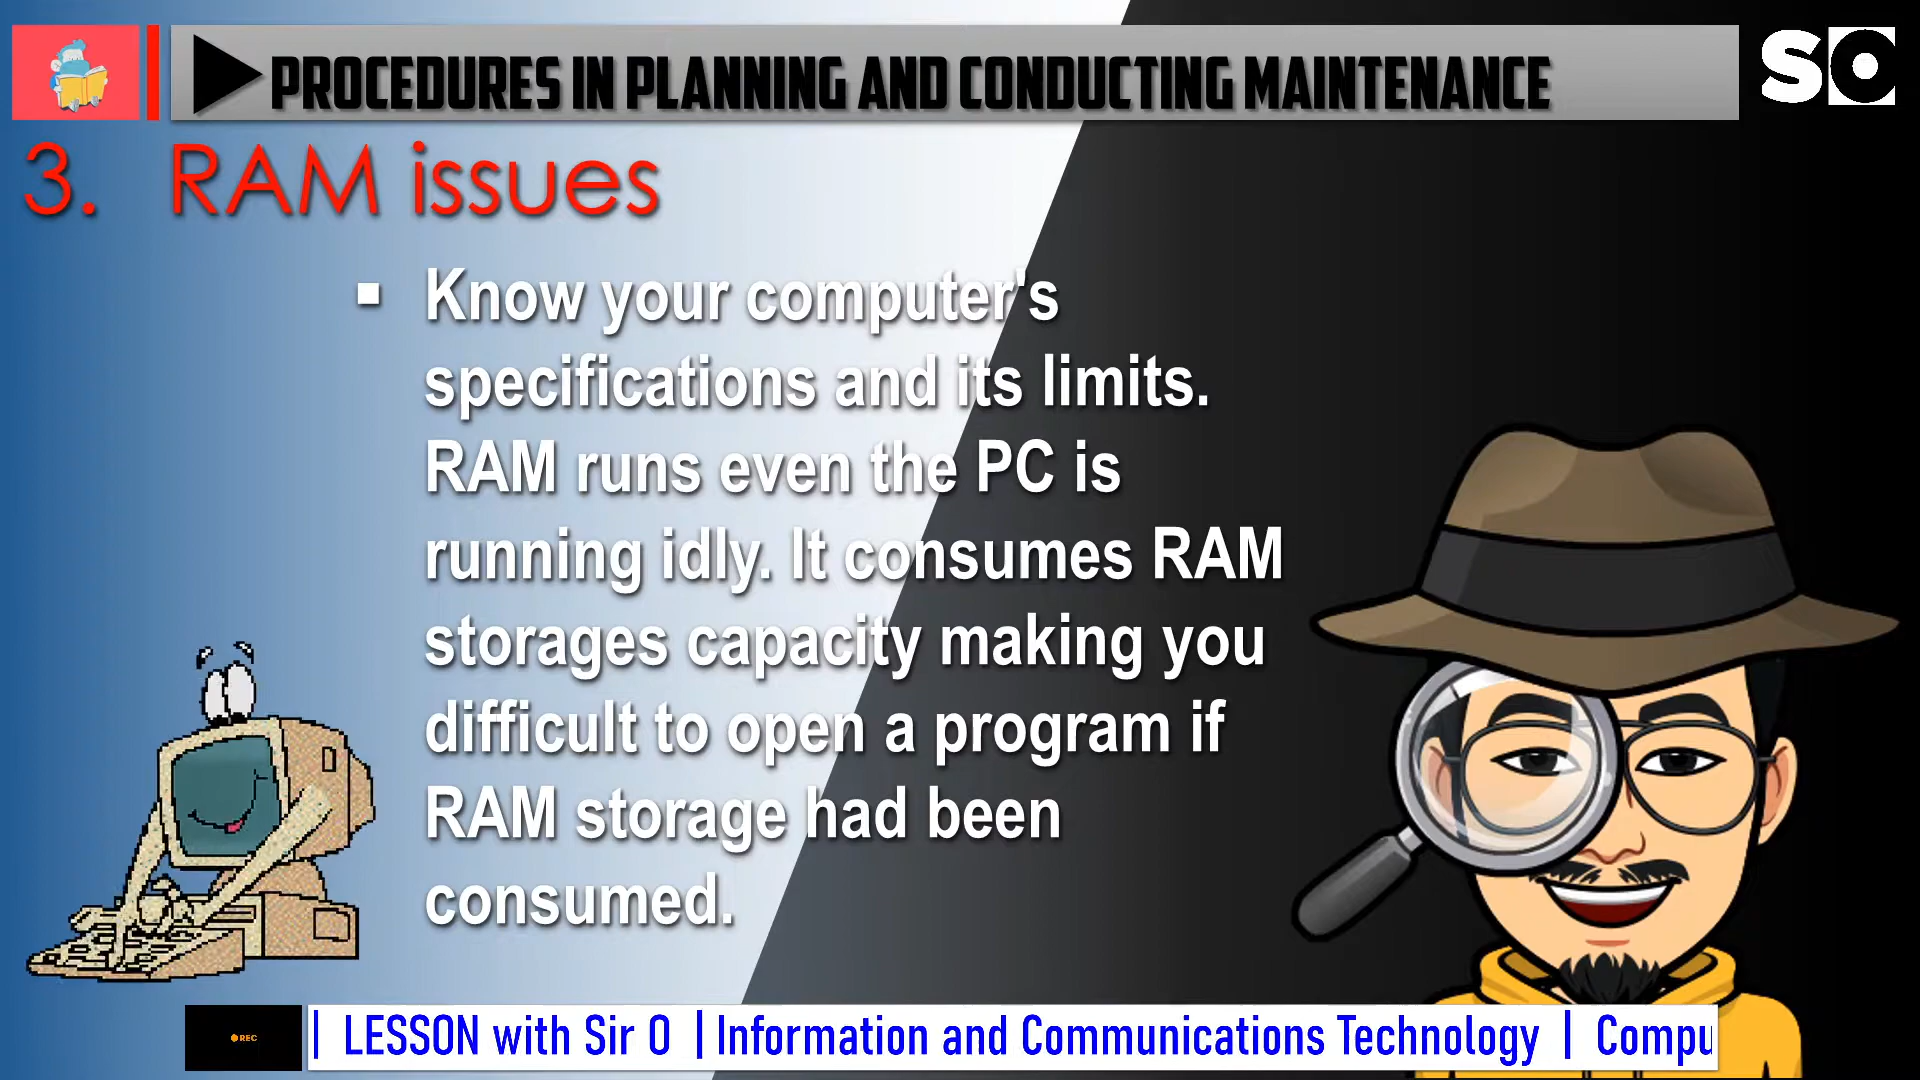 PROCEDURES IN PLANNING AND CONDUCTING MAINTENANCE
SO
3. RAM issues
▪ Know your computer's
specifications and its limits.
RAM runs even the PC is
running idly. It consumes RAM
storages capacity making you
difficult to open a program if
RAM storage had been
consumed.
REC
| LESSON with Sir O | Information and Communications Technology | Compu